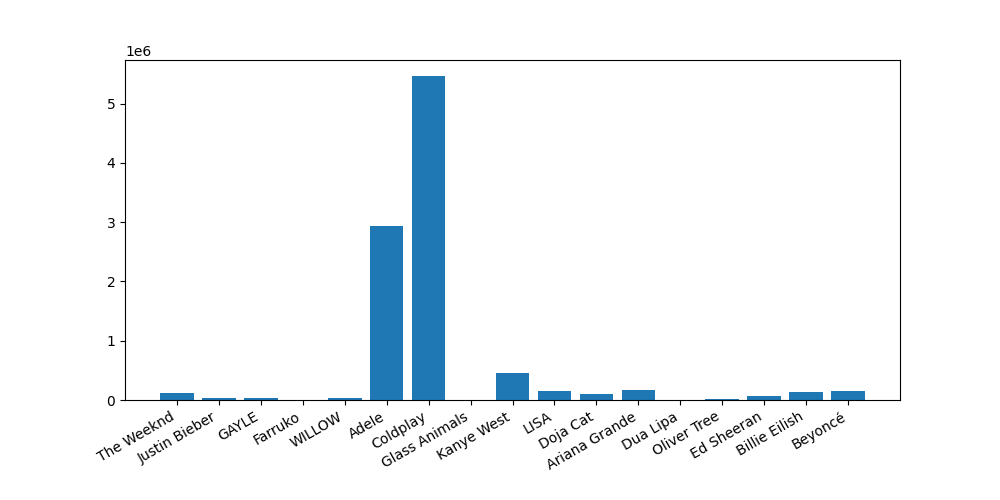 1e6
5
4
3
2
1
0
The Weeknd
Justin Bieber
GAYLE
Farruko
WILLOW
Adele
Coldplay
Glass Animals
Kanye West
LISA
Doja Cat
Ariana Grande
Dua Lipa
Oliver Tree
Ed Sheeran
Billie Eilish
Beyoncé